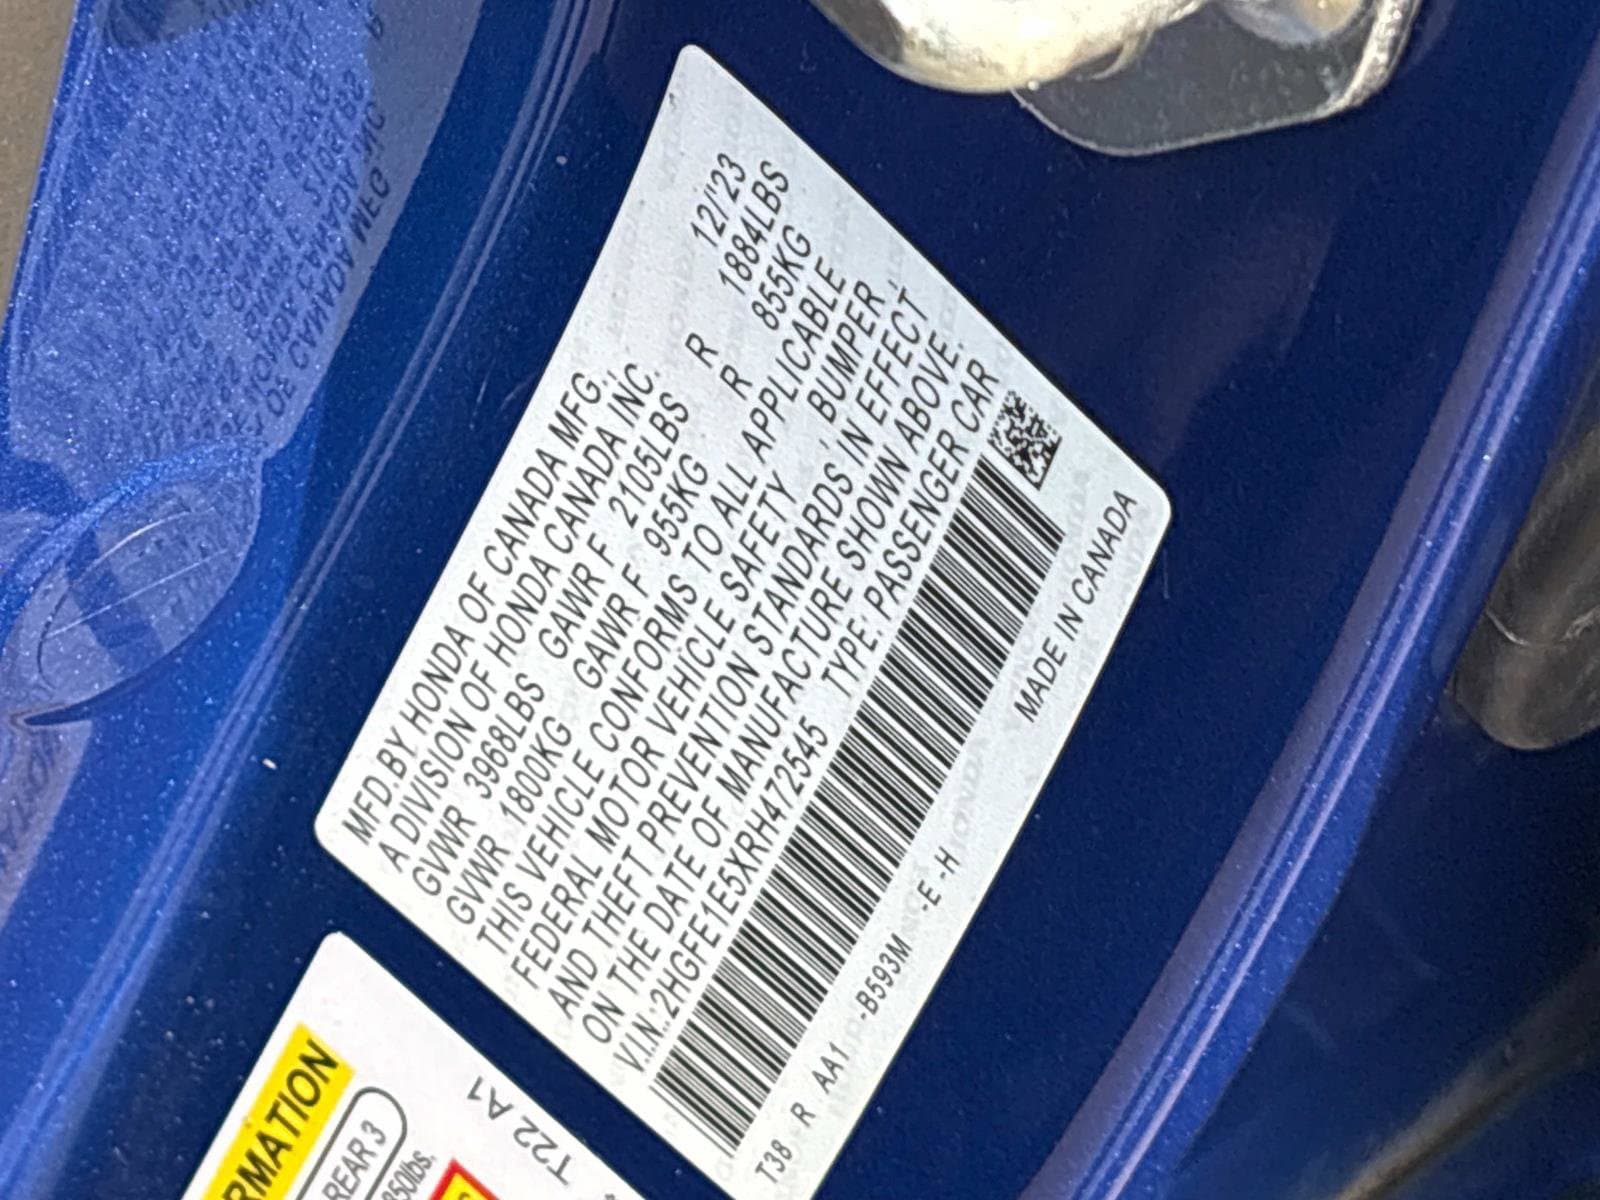 MFD.BY HONDA OF CANADA MFG., 12/'23
A DIVISION OF HONDA CANADA INC.
GVWR 3968LBS GAWR F 2105LBS R 1884LBS
GVWR 1800KG GAWR F 955KG R 855KG
THIS VEHICLE CONFORMS TO ALL APPLICABLE
FEDERAL MOTOR VEHICLE SAFETY , BUMPER ,
AND THEFT PREVENTION STANDARDS IN EFFECT
ON THE DATE OF MANUFACTURE SHOWN ABOVE.
V.I.N.:2HGFE1E5XRH472545 TYPE: PASSENGER CAR
MADE IN CANADA
T38 R AA1 -B593M -E -H
RMATION
REAR 3
T22 A1